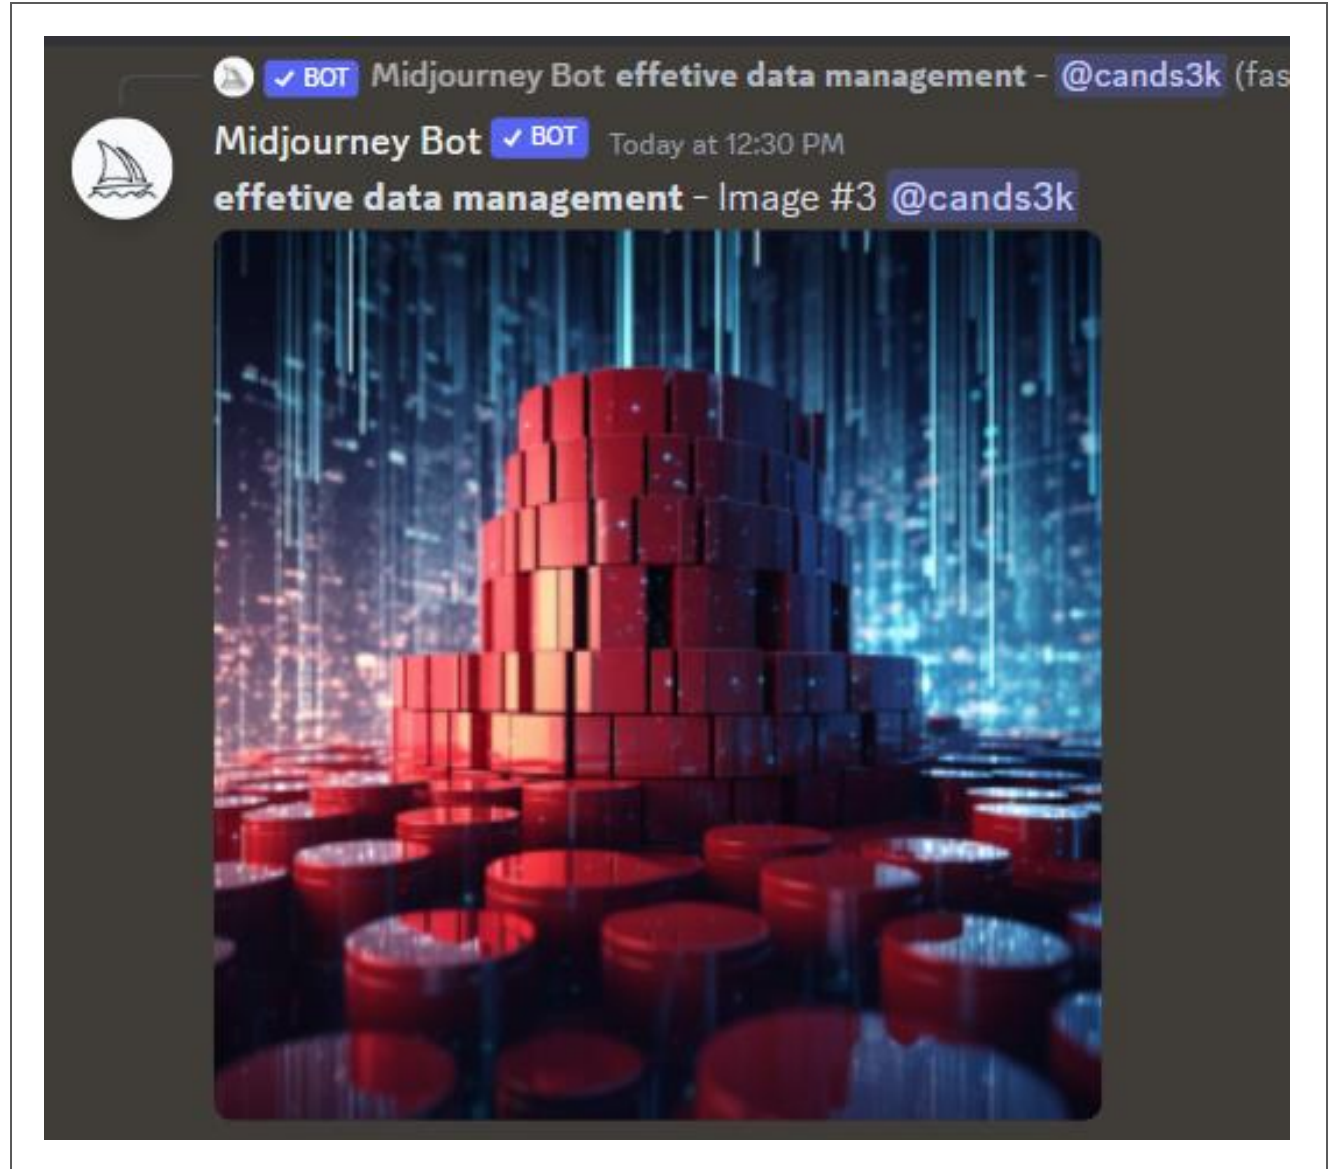 ✓ BOT Midjourney Bot effetive data management - @cands3k (fas
Midjourney Bot ✓ BOT Today at 12:30 PM
effetive data management - Image #3 @cands3k